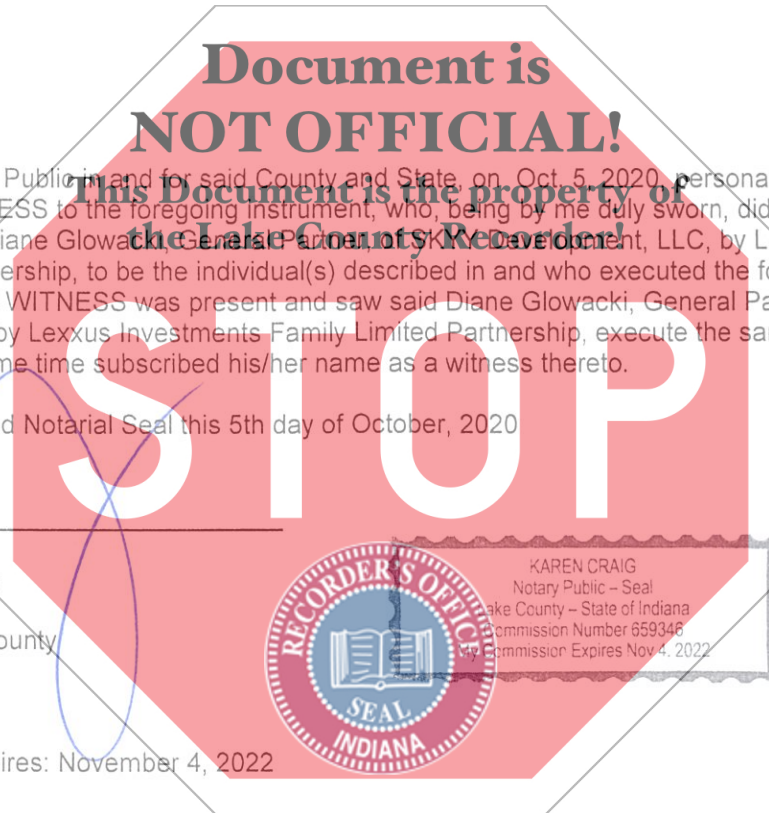 Document is
NOT OFFICIAL!
Public in and for said County and State, on Oct. 5, 2020, persona
This Document is the property of
ESS to the foregoing instrument, who, being by me duly sworn, did
the Lake County Recorder!
iane Glowacki, General Partner, of SKKY Development, LLC, by L
ership, to be the individual(s) described in and who executed the fo
WITNESS was present and saw said Diane Glowacki, General Pa
by Lexxus Investments Family Limited Partnership, execute the sa
me time subscribed his/her name as a witness thereto.
STOP
d Notarial Seal this 5th day of October, 2020
KAREN CRAIG
Notary Public – Seal
Lake County – State of Indiana
Commission Number 659346
My Commission Expires Nov 4, 2022
RECORDER'S OFFICE
SEAL
INDIANA
ounty
ires: November 4, 2022